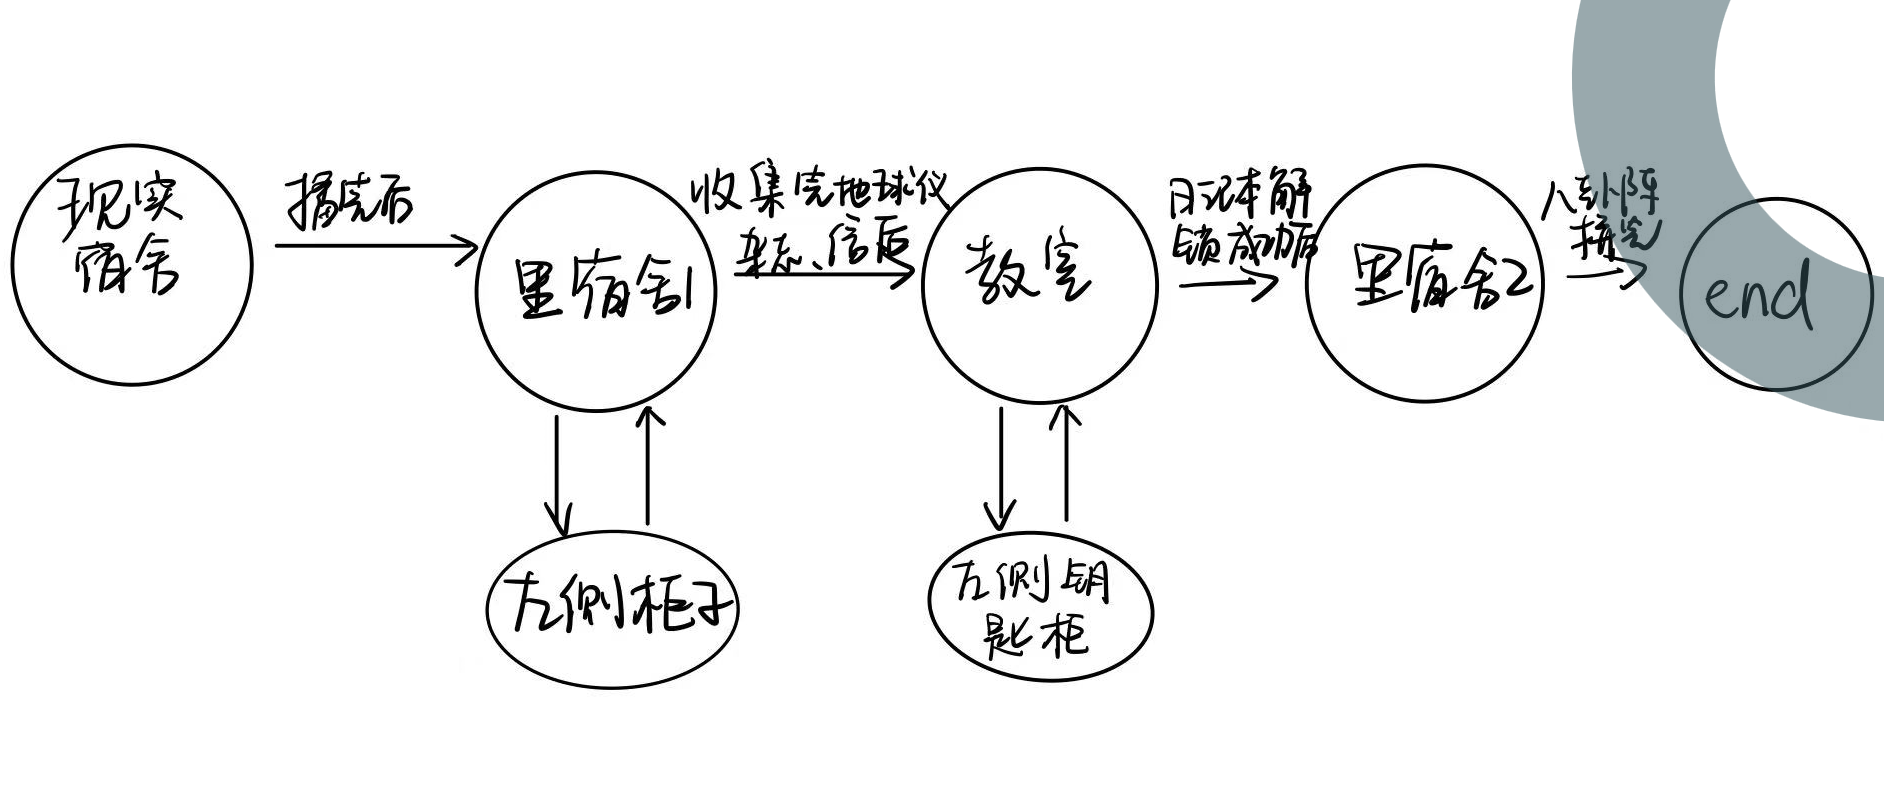 现实
宿舍
播完后
里宿舍1
收集完地球仪
杂志、信后
教室
日记本解
锁成功后
里宿舍2
八卦阵
拼完
end
左侧柜子
左侧钥
匙柜